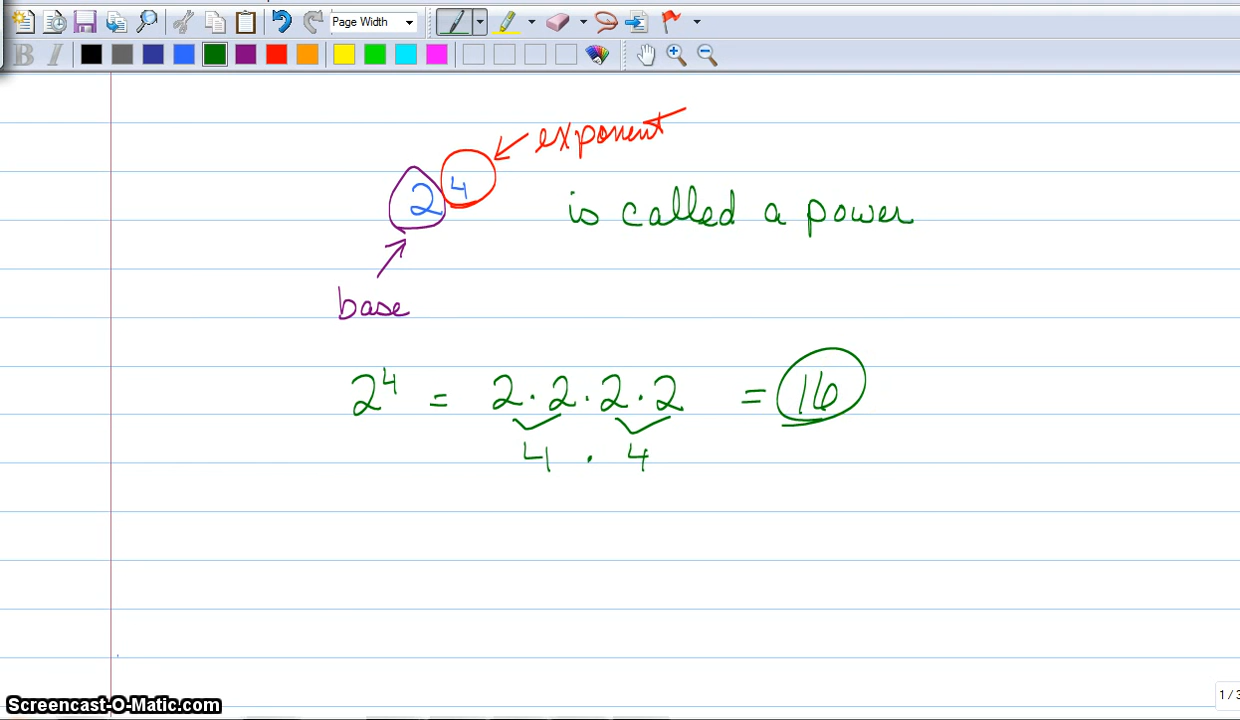 Page Width
B I
exponent
2⁴ is called a power
base
2⁴ = 2 · 2 · 2 · 2 = 16
4 · 4
1 / 3
Screencast-O-Matic.com